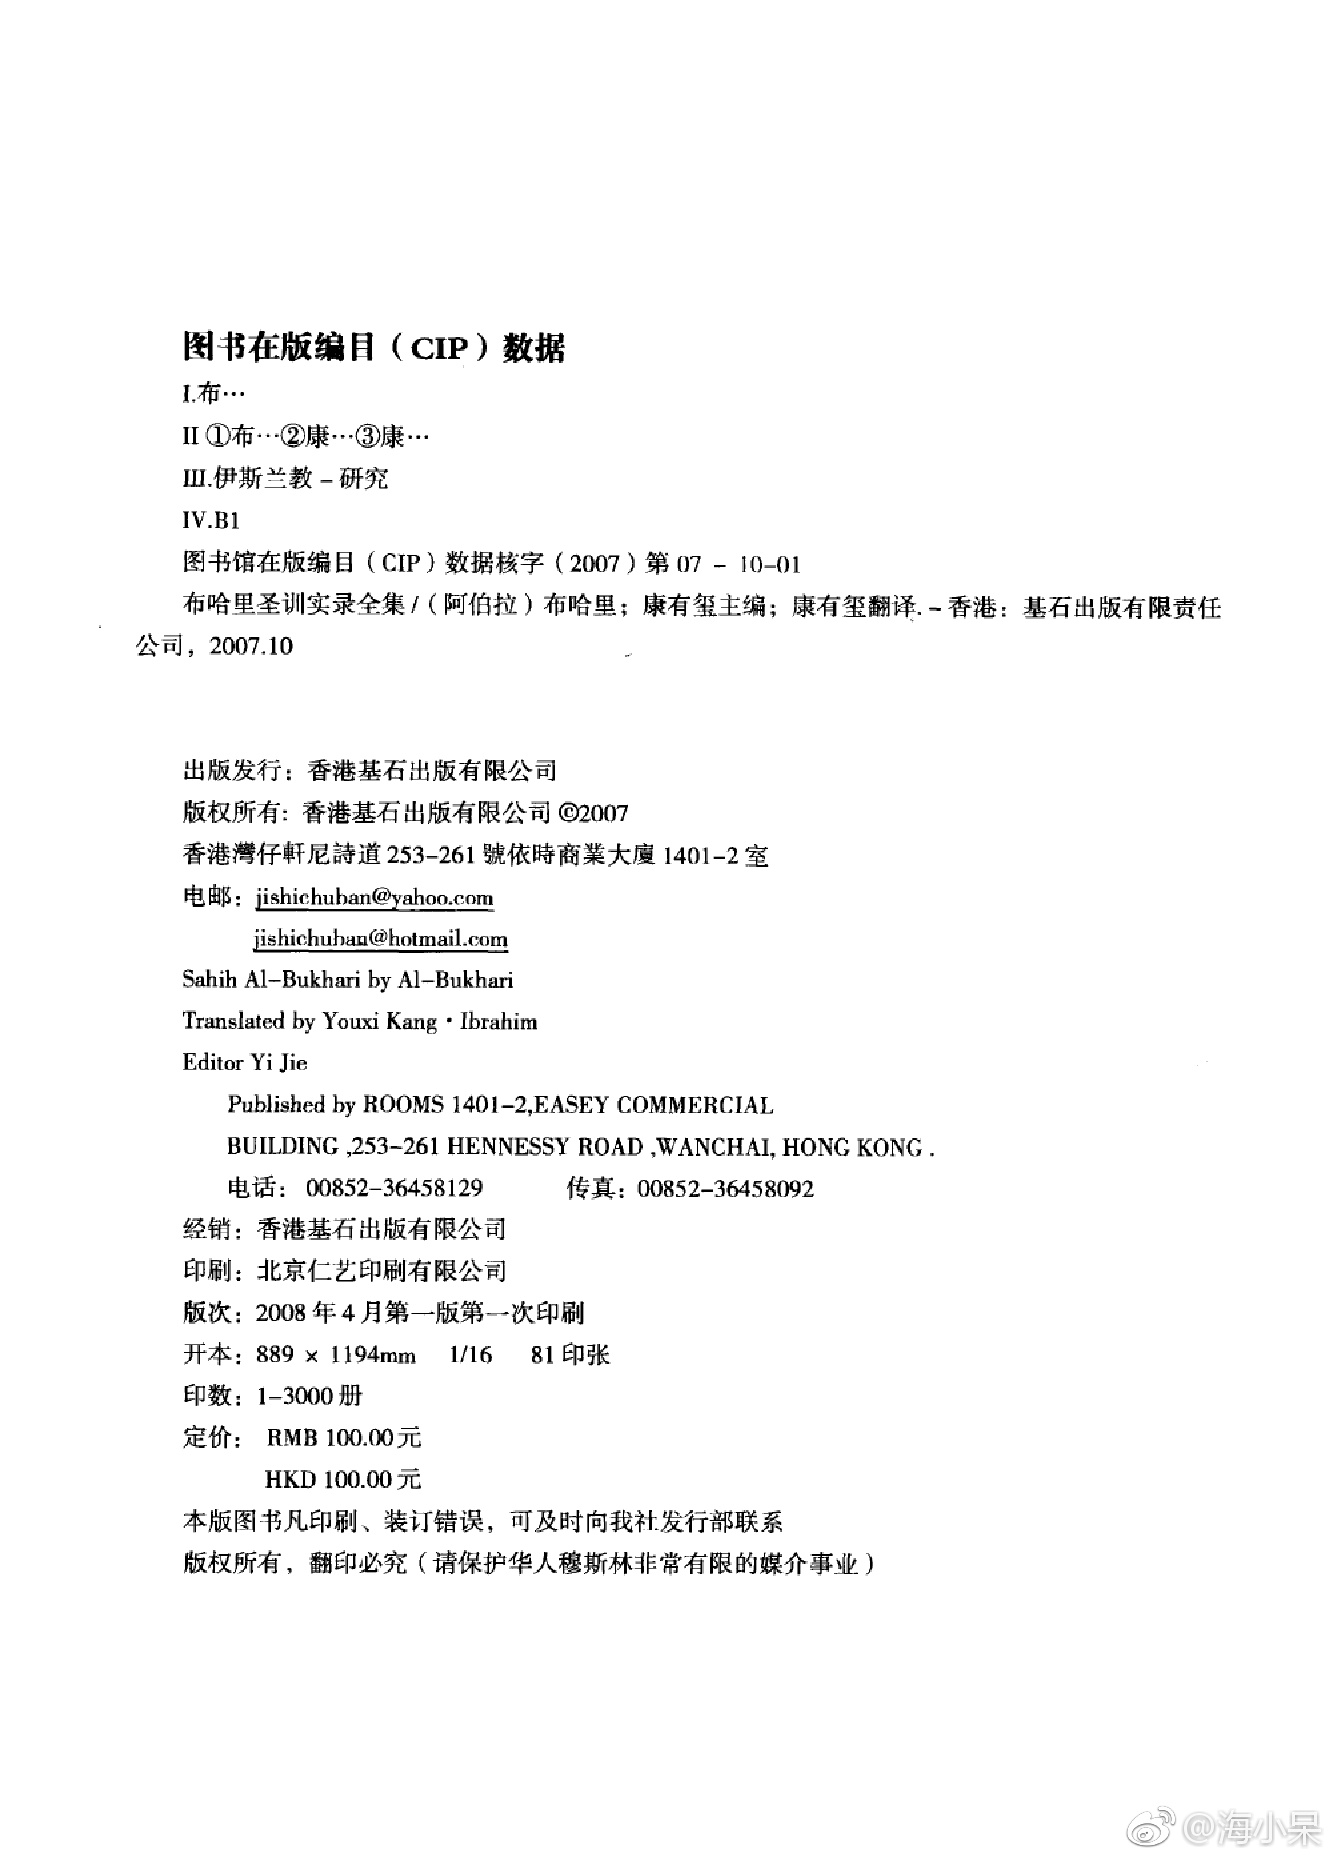 图书在版编目（CIP）数据
I.布…
II ①布…②康…③康…
III.伊斯兰教－研究
IV.B1
图书馆在版编目（CIP）数据核字（2007）第 07 － 10-01
布哈里圣训实录全集 /（阿伯拉）布哈里；康有玺主编；康有玺翻译.－香港：基石出版有限责任
公司，2007.10
出版发行：香港基石出版有限公司
版权所有：香港基石出版有限公司 ©2007
香港灣仔軒尼詩道 253-261 號依時商業大廈 1401-2 室
电邮：jishichuban@yahoo.com
jishichuban@hotmail.com
Sahih Al-Bukhari by Al-Bukhari
Translated by Youxi Kang·Ibrahim
Editor Yi Jie
Published by ROOMS 1401-2,EASEY COMMERCIAL
BUILDING ,253-261 HENNESSY ROAD ,WANCHAI, HONG KONG .
电话： 00852-36458129 传真：00852-36458092
经销：香港基石出版有限公司
印刷：北京仁艺印刷有限公司
版次：2008 年 4 月第一版第一次印刷
开本：889 × 1194mm 1/16 81 印张
印数：1-3000 册
定价： RMB 100.00元
HKD 100.00 元
本版图书凡印刷、装订错误，可及时向我社发行部联系
版权所有，翻印必究（请保护华人穆斯林非常有限的媒介事业）
@海小呆